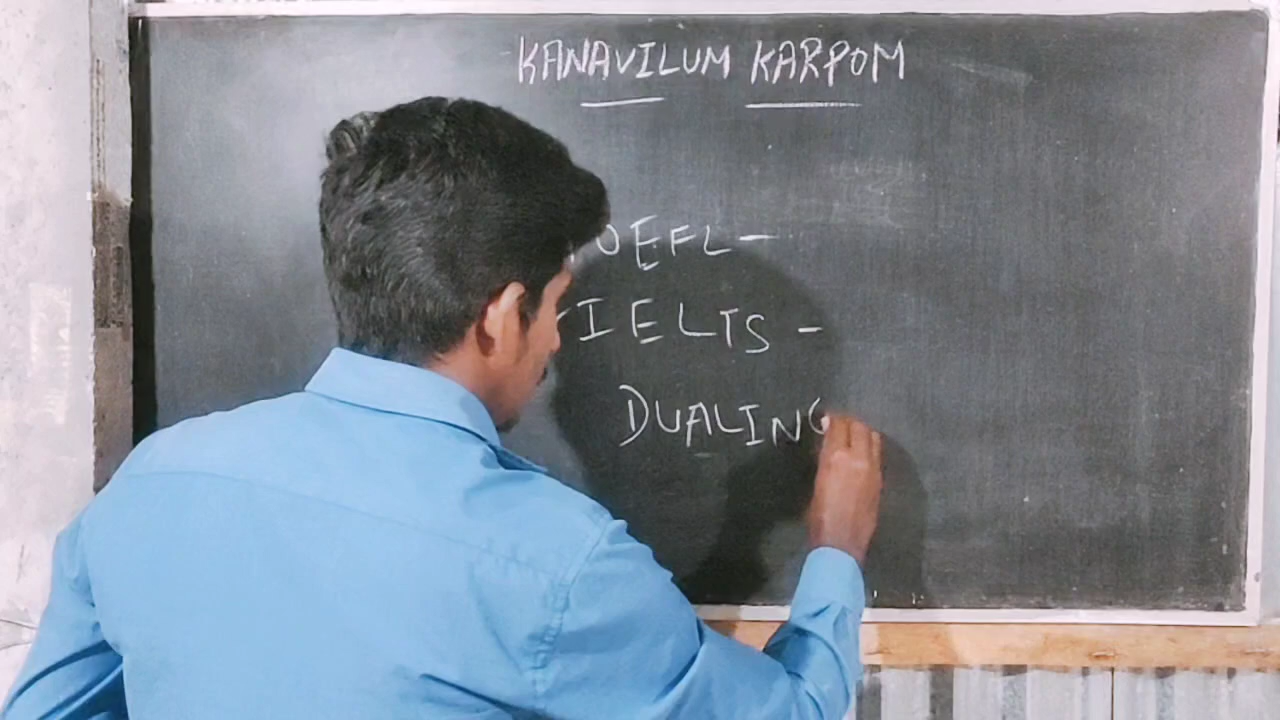 KANAVILUM KARPOM
OEFL -
- IELTS -
DUALING